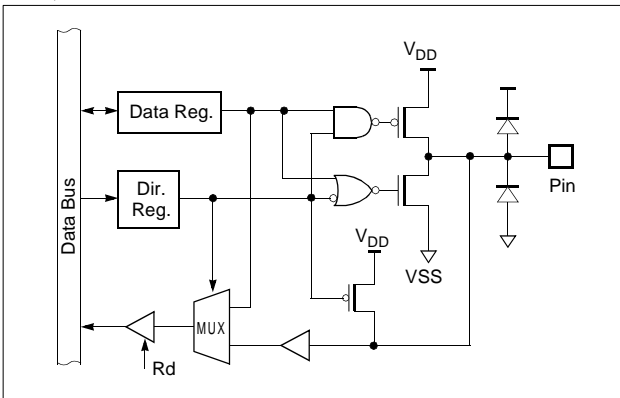 VDD
Data Reg.
Pin
Dir.
Reg.
Data Bus
VDD
VSS
MUX
Rd